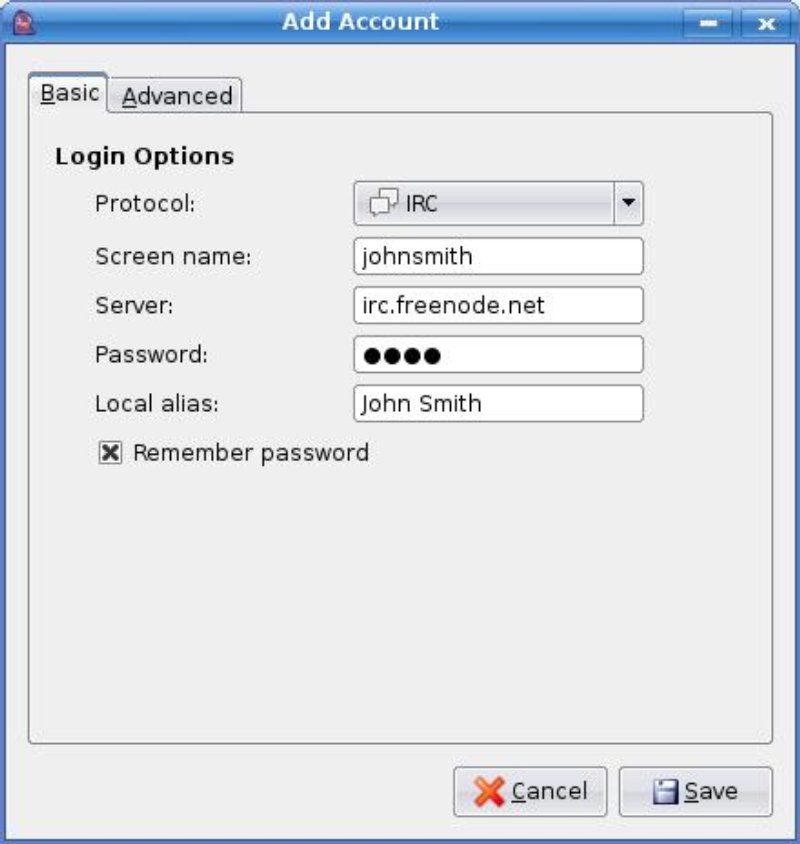 Add Account
Basic Advanced
Login Options
Protocol: IRC
Screen name: johnsmith
Server: irc.freenode.net
Password: ●●●●
Local alias: John Smith
Remember password
Cancel Save